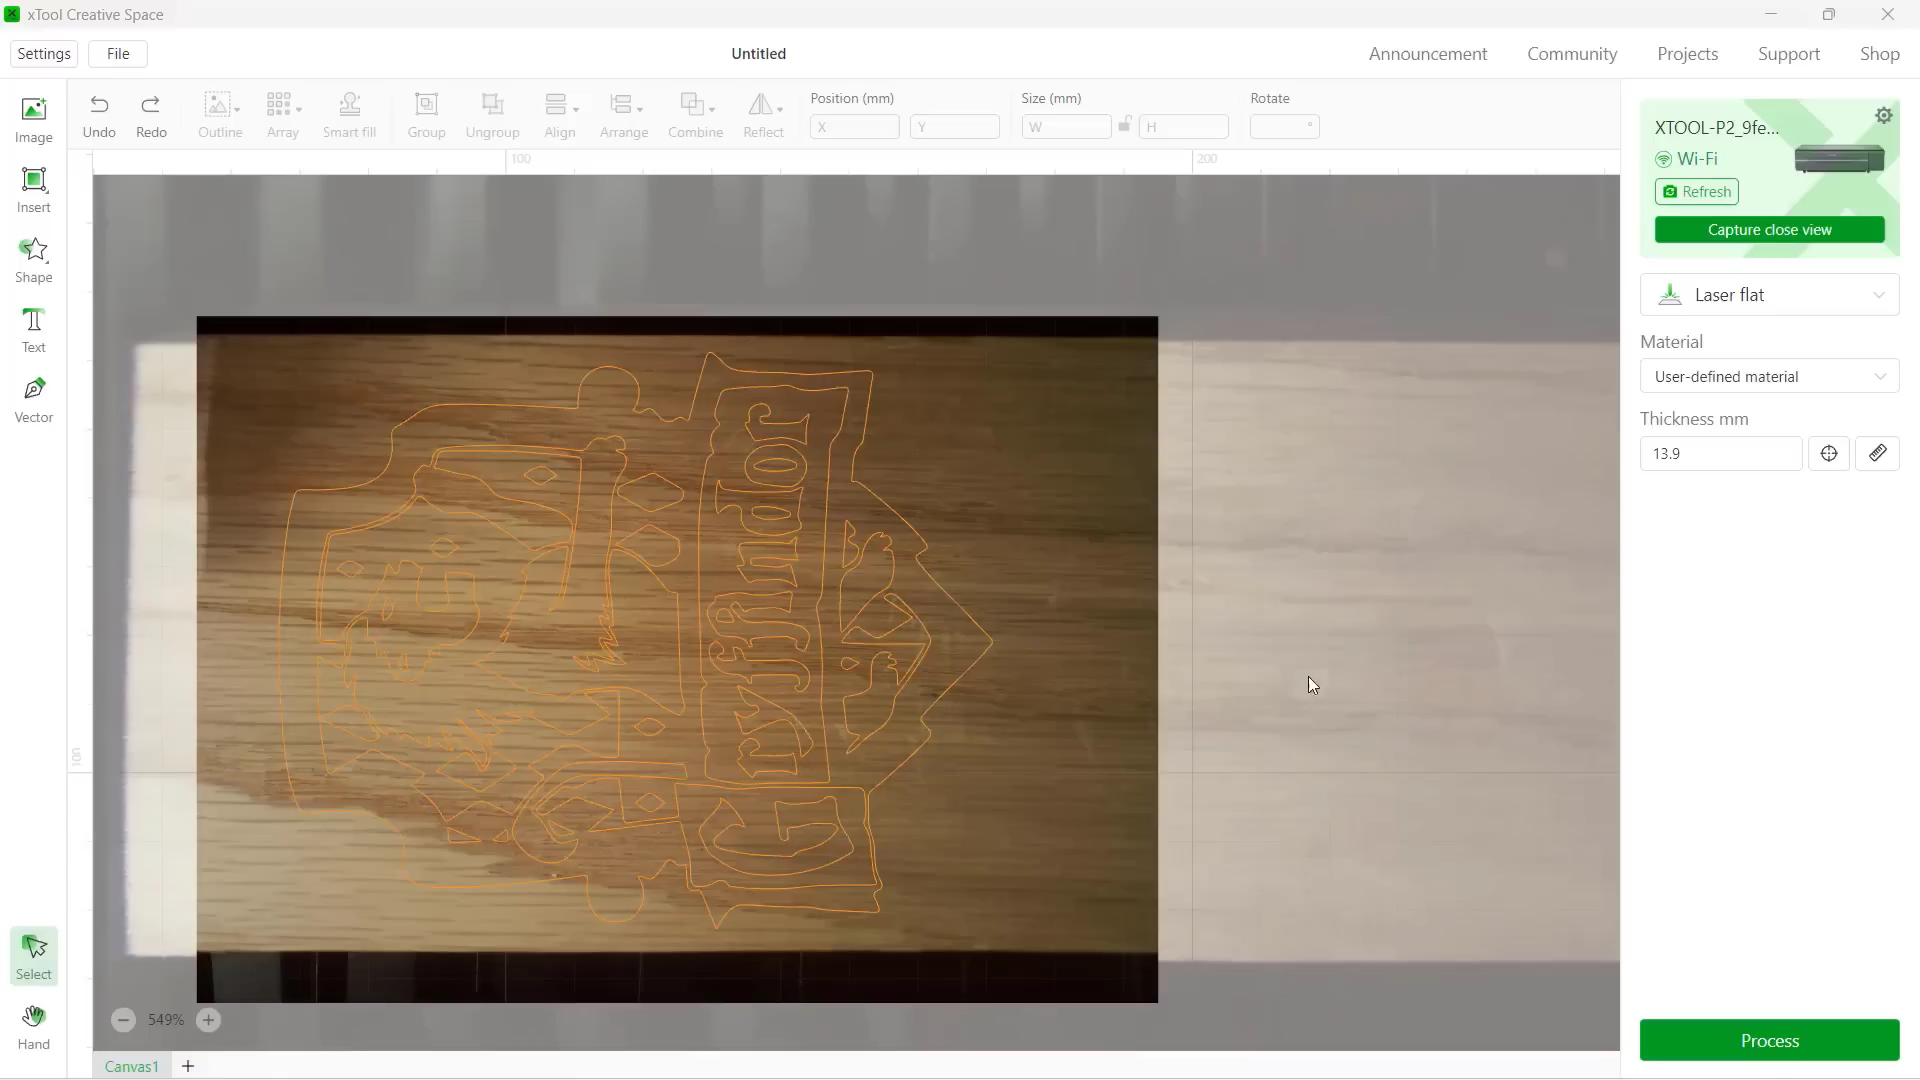 xTool Creative Space
Settings
File
Untitled
Announcement
Community
Projects
Support
Shop
Image
Insert
Shape
Text
Vector
Select
Hand
Undo
Redo
Outline
Array
Smart fill
Group
Ungroup
Align
Arrange
Combine
Reflect
Position (mm)
X
Y
Size (mm)
W
H
Rotate
°
100
200
100
Gryffindor
549%
Canvas1
XTOOL-P2_9fe...
Wi-Fi
Refresh
Capture close view
Laser flat
Material
User-defined material
Thickness mm
13.9
Process